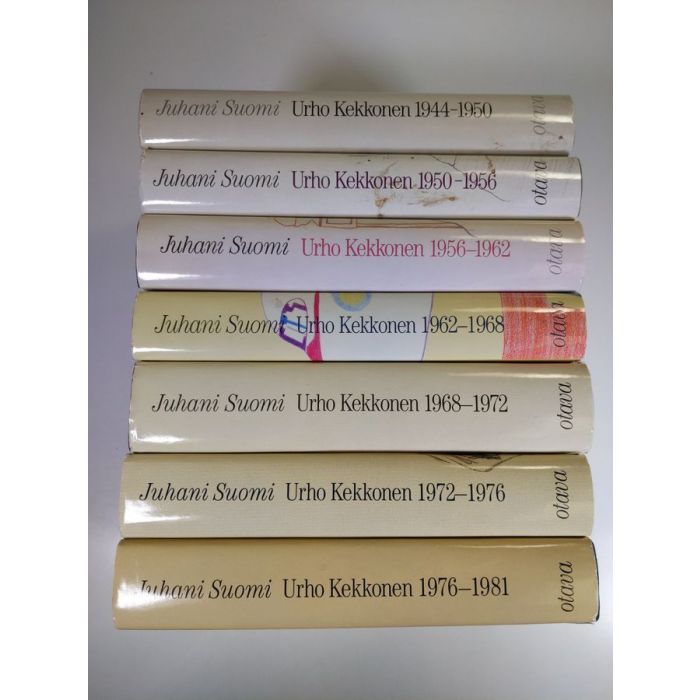 Juhani Suomi Urho Kekkonen 1944–1950 otava
Juhani Suomi Urho Kekkonen 1950–1956 otava
Juhani Suomi Urho Kekkonen 1956–1962 otava
Juhani Suomi Urho Kekkonen 1962–1968 otava
Juhani Suomi Urho Kekkonen 1968–1972 otava
Juhani Suomi Urho Kekkonen 1972–1976 otava
Juhani Suomi Urho Kekkonen 1976–1981 otava